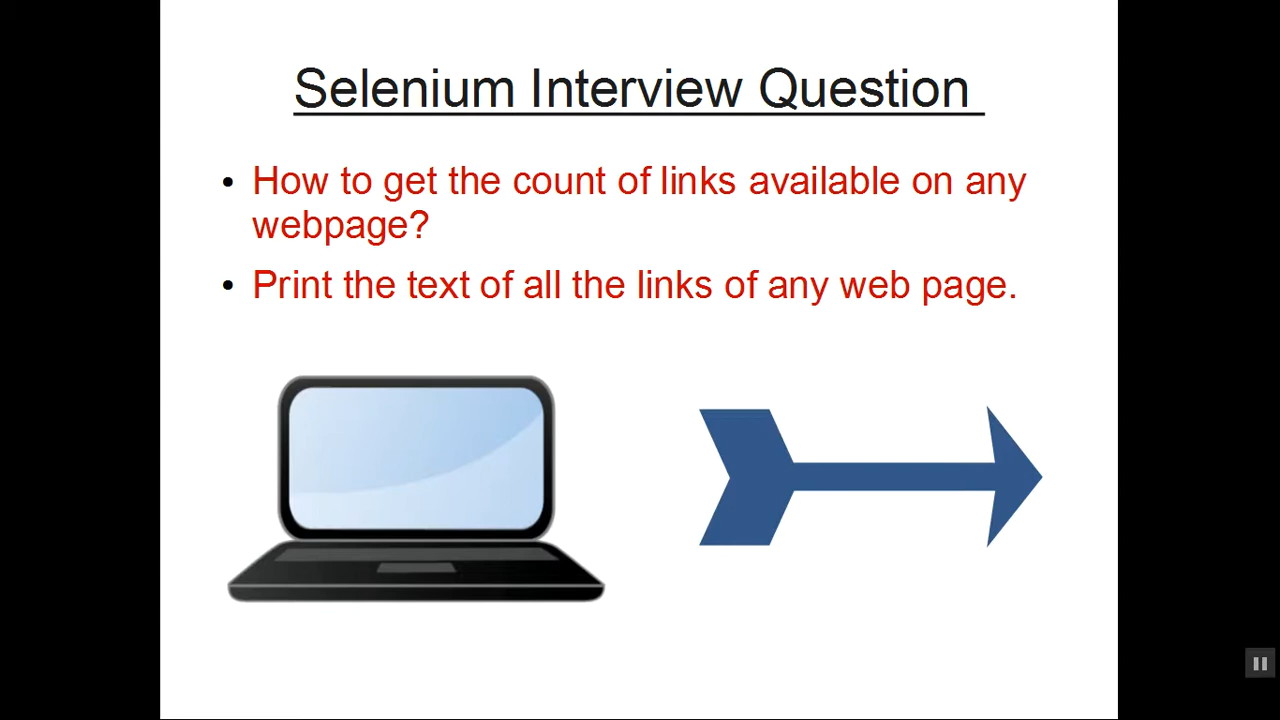 Selenium Interview Question
• How to get the count of links available on any
webpage?
• Print the text of all the links of any web page.